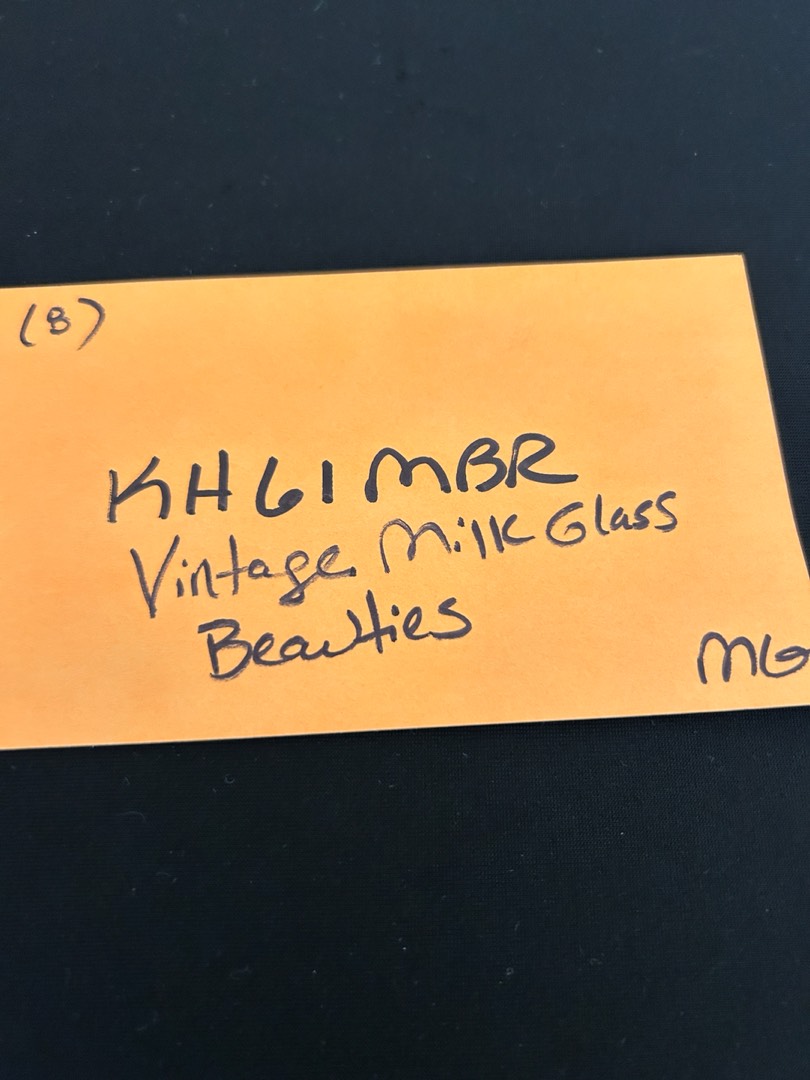 (8)
KH61MBR
Vintage Milk Glass
Beauties
MG